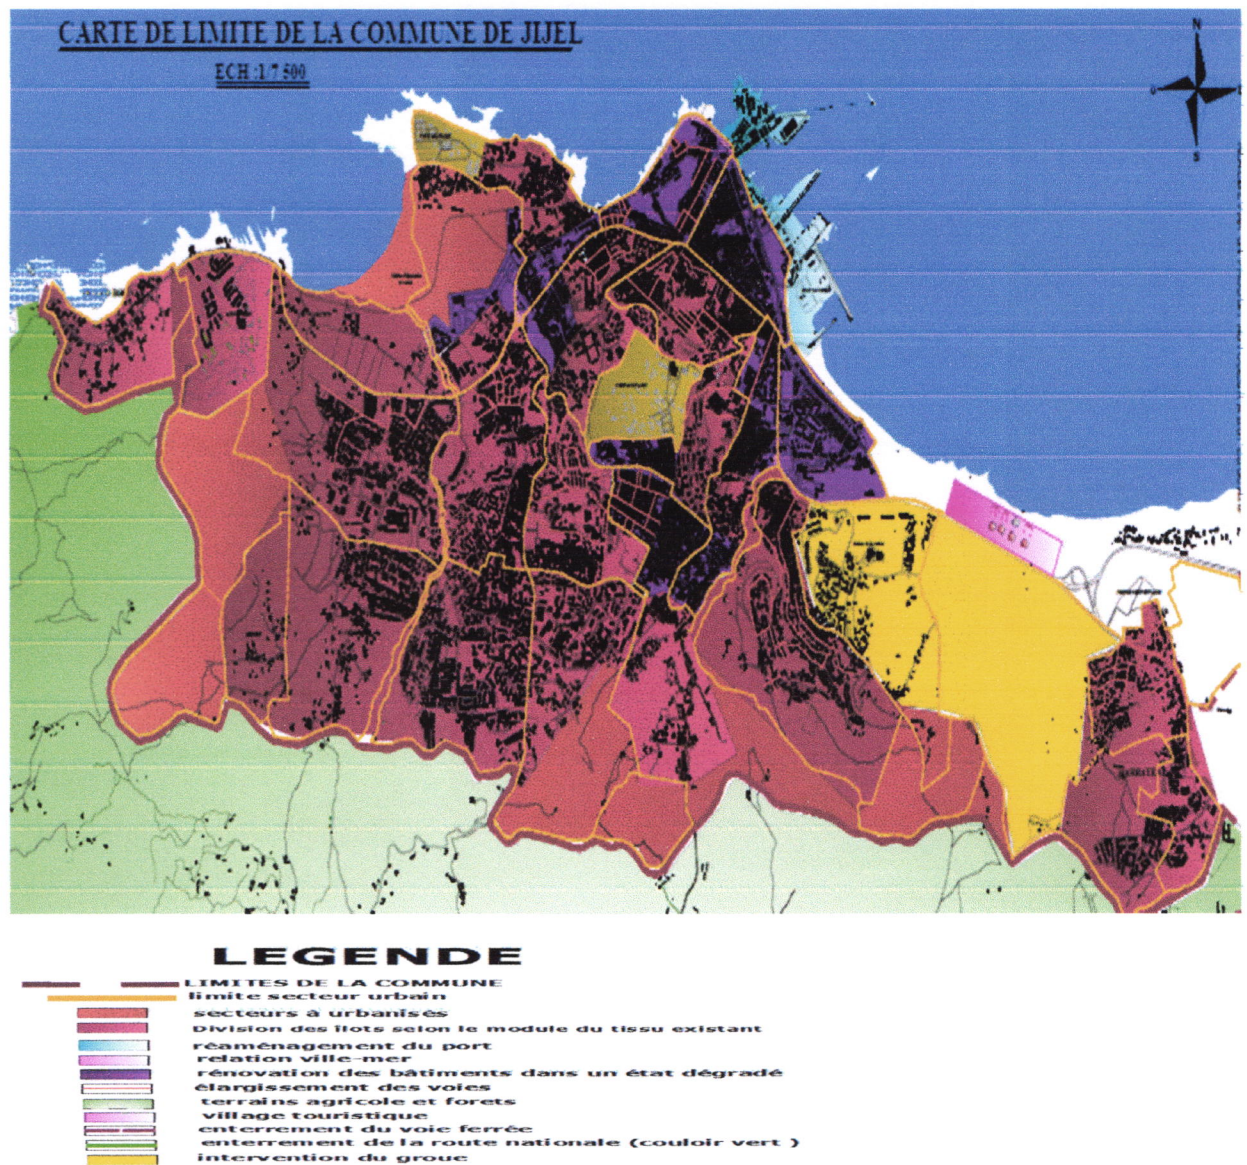 CARTE DE LIMITE DE LA COMMUNE DE JIJEL
ECH :1/7 500
N
S
LEGENDE
LIMITES DE LA COMMUNE
limite secteur urbain
secteurs à urbanisés
Division des îlots selon le module du tissu existant
réaménagement du port
relation ville-mer
rénovation des bâtiments dans un état dégradé
élargissement des voies
terrains agricole et forets
village touristique
enterrement du voie ferrée
enterrement de la route nationale (couloir vert )
intervention du groue